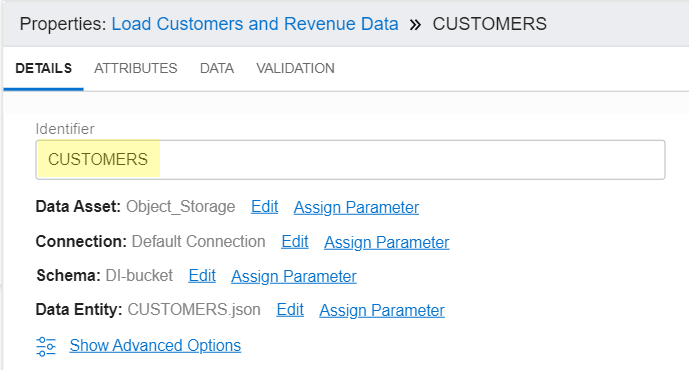 Properties: Load Customers and Revenue Data » CUSTOMERS
DETAILS ATTRIBUTES DATA VALIDATION
Identifier
CUSTOMERS
Data Asset: Object_Storage Edit Assign Parameter
Connection: Default Connection Edit Assign Parameter
Schema: DI-bucket Edit Assign Parameter
Data Entity: CUSTOMERS.json Edit Assign Parameter
Show Advanced Options